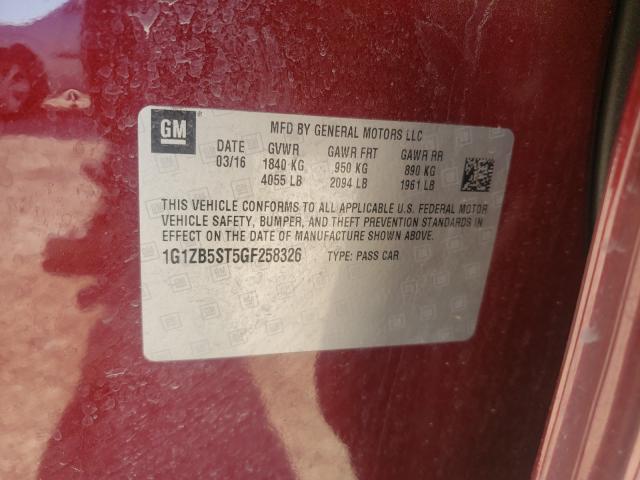 GM
MFD BY GENERAL MOTORS LLC
DATE GVWR GAWR FRT GAWR RR
03/16 1840 KG 950 KG 890 KG
4055 LB 2094 LB 1961 LB
THIS VEHICLE CONFORMS TO ALL APPLICABLE U.S. FEDERAL MOTOR
VEHICLE SAFETY, BUMPER, AND THEFT PREVENTION STANDARDS
IN EFFECT ON THE DATE OF MANUFACTURE SHOWN ABOVE.
1G1ZB5ST5GF258326 TYPE: PASS CAR